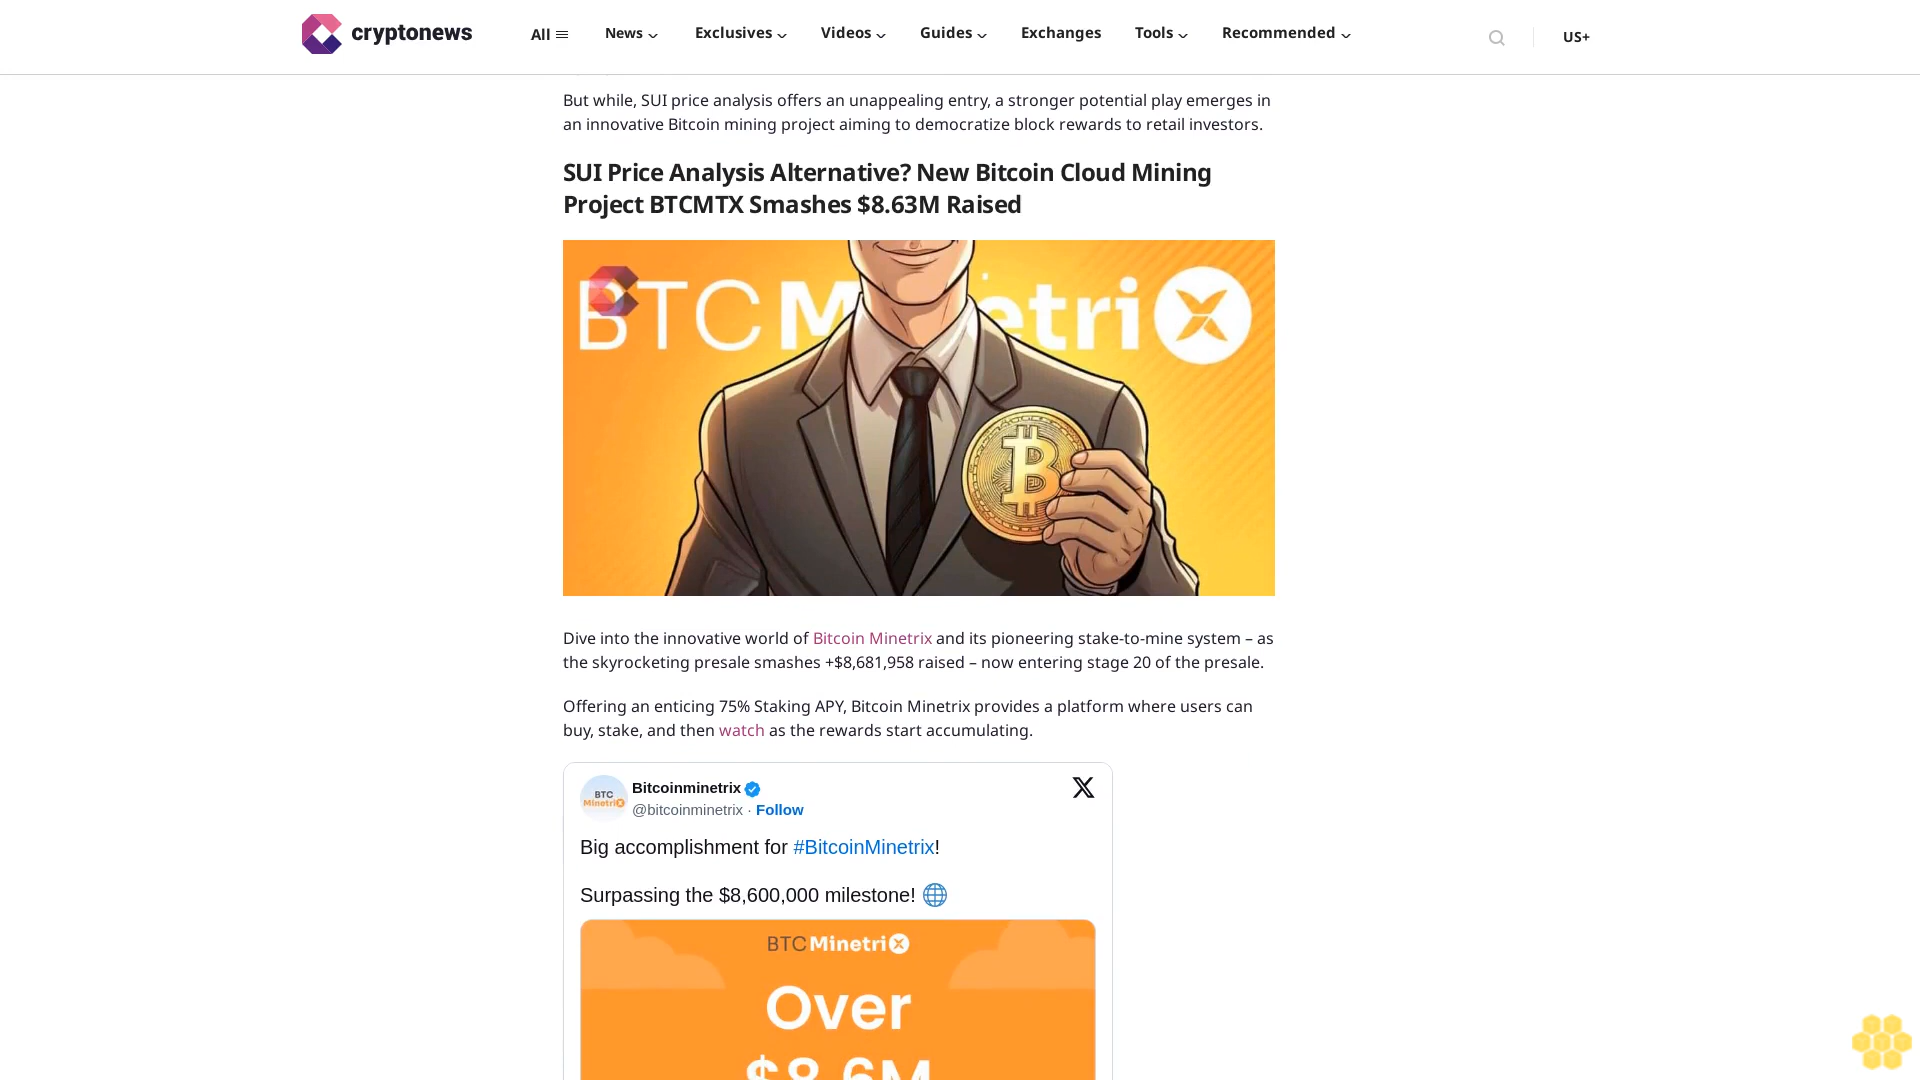 cryptonews
All
News
Exclusives
Videos
Guides
Exchanges
Tools
Recommended
US+
But while, SUI price analysis offers an unappealing entry, a stronger potential play emerges in
an innovative Bitcoin mining project aiming to democratize block rewards to retail investors.
SUI Price Analysis Alternative? New Bitcoin Cloud Mining
Project BTCMTX Smashes $8.63M Raised
BTC M etriX
Dive into the innovative world of Bitcoin Minetrix and its pioneering stake-to-mine system – as
the skyrocketing presale smashes +$8,681,958 raised – now entering stage 20 of the presale.
Offering an enticing 75% Staking APY, Bitcoin Minetrix provides a platform where users can
buy, stake, and then watch as the rewards start accumulating.
BTC
MinetriX
Bitcoinminetrix
@bitcoinminetrix · Follow
Big accomplishment for #BitcoinMinetrix!
Surpassing the $8,600,000 milestone! 🌐
BTC MinetriX
Over
$8.6M